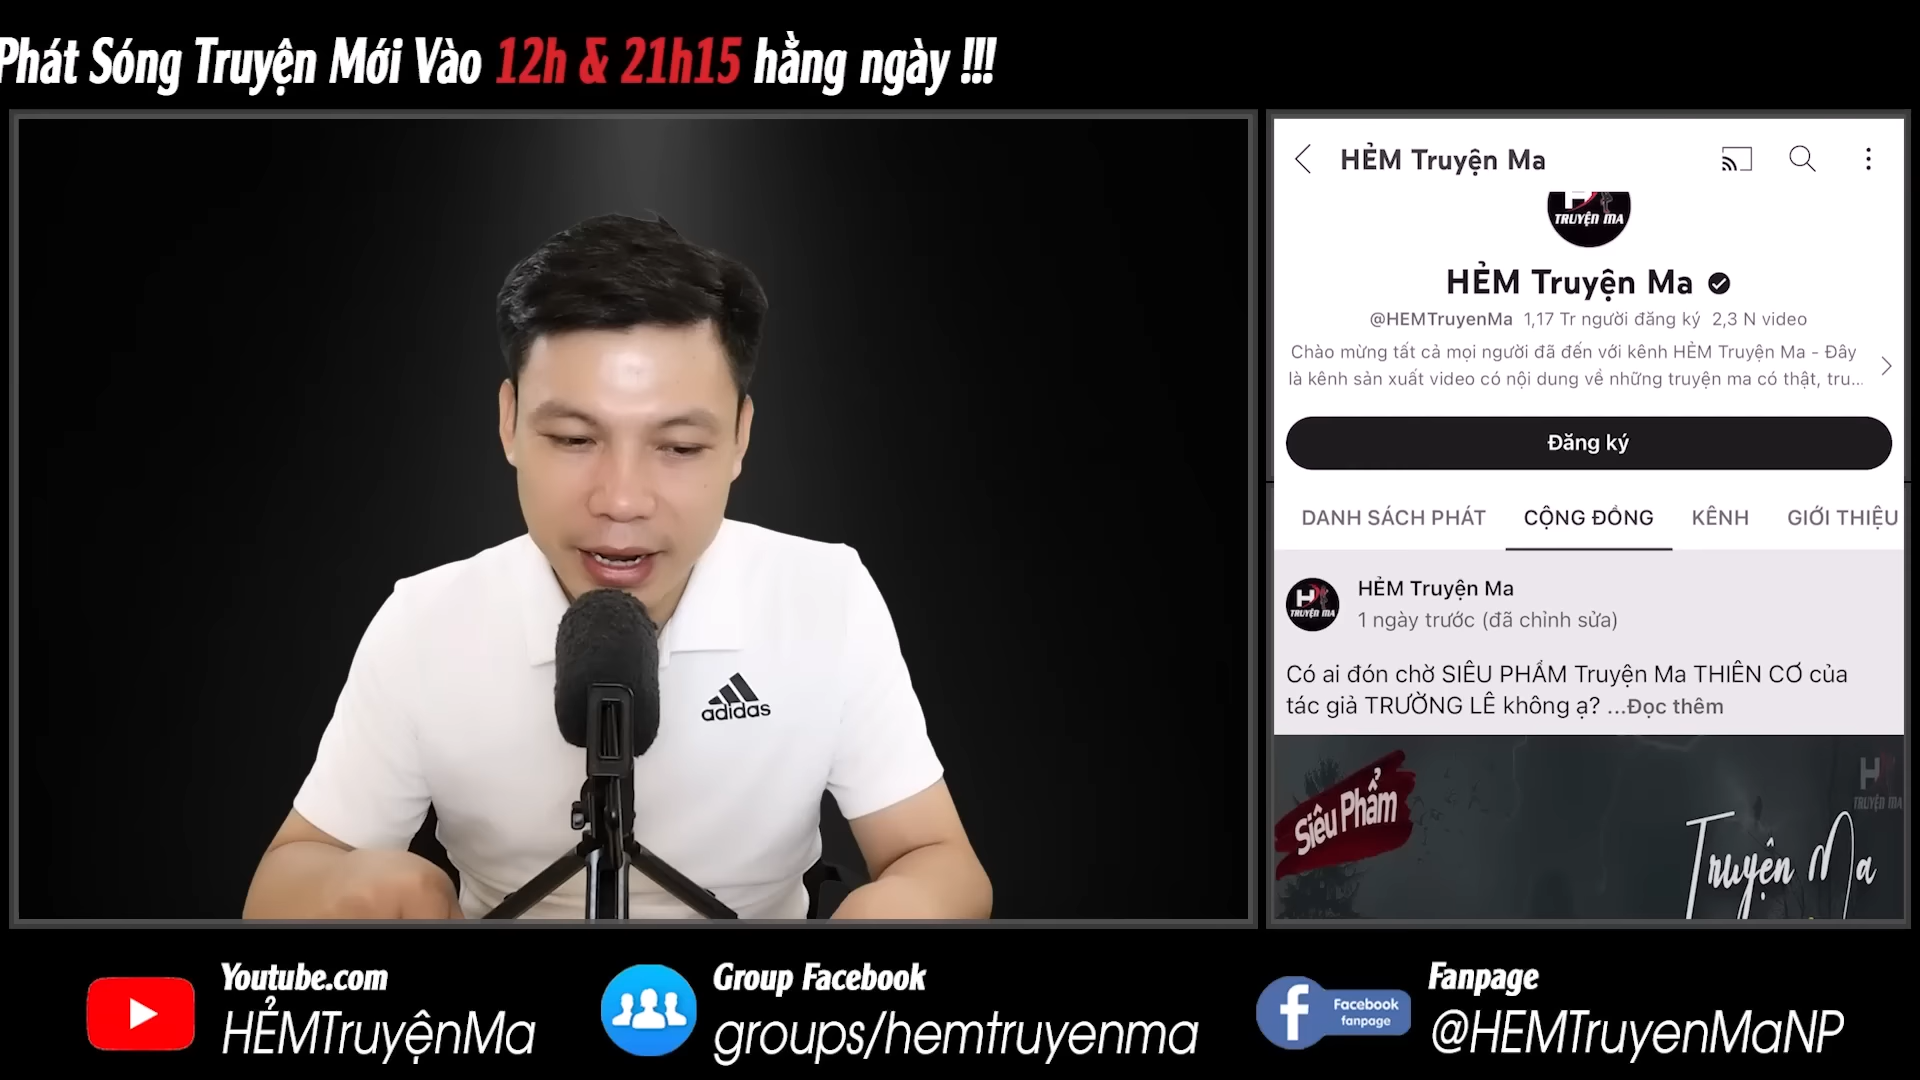 Phát Sóng Truyện Mới Vào 12h & 21h15 hằng ngày !!!
HẺM Truyện Ma
H
TRUYỆN MA
HẺM Truyện Ma
@HEMTruyenMa 1,17 Tr người đăng ký 2,3 N video
Chào mừng tất cả mọi người đã đến với kênh HẺM Truyện Ma - Đây
là kênh sản xuất video có nội dung về những truyện ma có thật, tru...
Đăng ký
DANH SÁCH PHÁT CỘNG ĐỒNG KÊNH GIỚI THIỆU
H
TRUYỆN MA
HẺM Truyện Ma
1 ngày trước (đã chỉnh sửa)
Có ai đón chờ SIÊU PHẨM Truyện Ma THIÊN CƠ của
tác giả TRƯỜNG LÊ không ạ? ...Đọc thêm
Siêu Phẩm
H
TRUYỆN MA
Truyện Ma
adidas
Youtube.com
HẺMTruyệnMa
Group Facebook
groups/hemtruyenma
Facebook
fanpage
Fanpage
@HEMTruyenMaNP